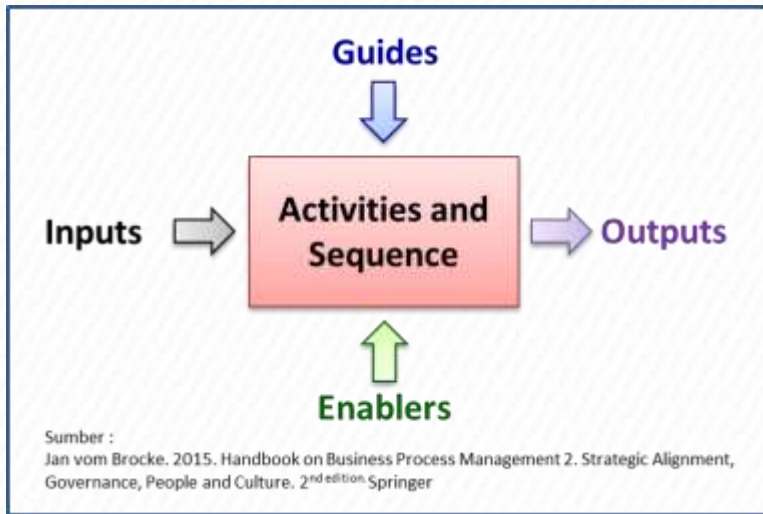 Guides
Activities and
Sequence
Inputs
Outputs
Enablers
Sumber :
Jan vom Brocke. 2015. Handbook on Business Process Management 2. Strategic Alignment,
Governance, People and Culture. 2nd edition. Springer